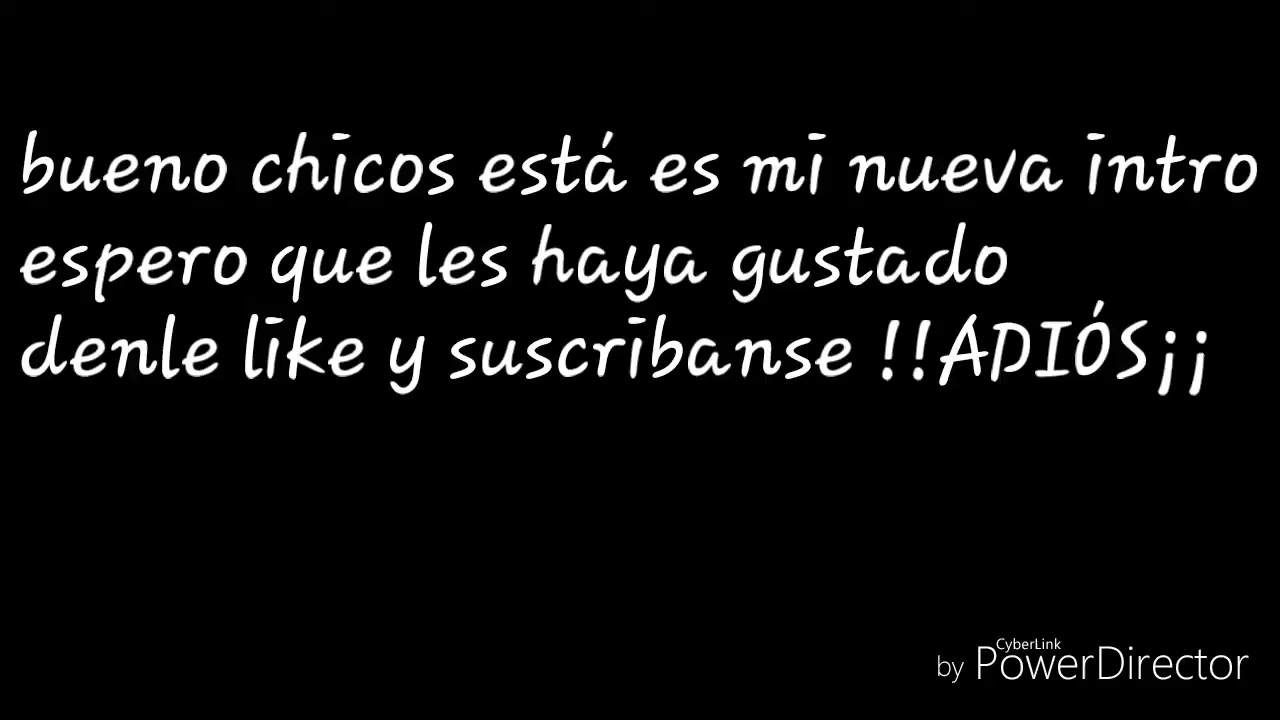 bueno chicos está es mi nueva intro
espero que les haya gustado
denle like y suscribanse !!ADIÓS¡¡
CyberLink
by PowerDirector